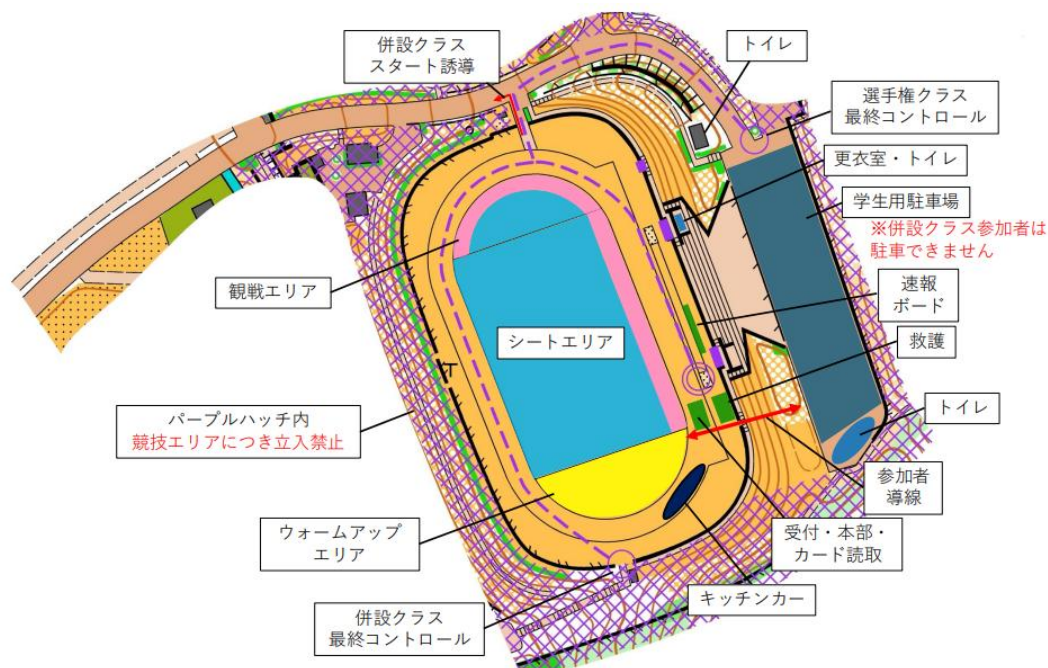 併設クラス
スタート誘導
トイレ
選手権クラス
最終コントロール
更衣室・トイレ
学生用駐車場
※併設クラス参加者は
駐車できません
観戦エリア
速報
ボード
シートエリア
救護
パープルハッチ内
競技エリアにつき立入禁止
トイレ
参加者
導線
ウォームアップ
エリア
受付・本部・
カード読取
キッチンカー
併設クラス
最終コントロール